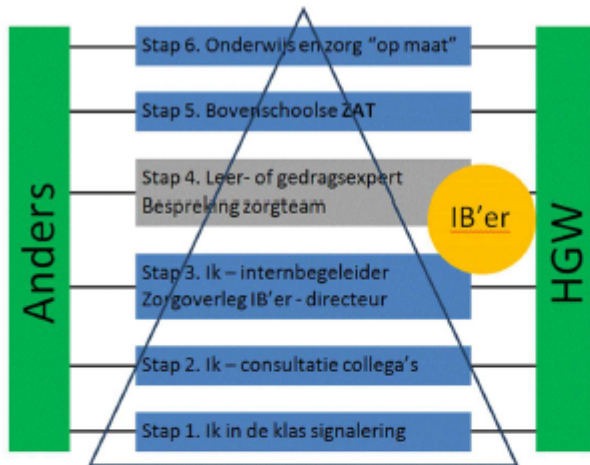 Anders
Stap 6. Onderwijs en zorg “op maat”
Stap 5. Bovenschoolse ZAT
Stap 4. Leer- of gedragsexpert
Bespreking zorgteam
Stap 3. Ik – internbegeleider
Zorgoverleg IB’er - directeur
Stap 2. Ik – consultatie collega’s
Stap 1. Ik in de klas signalering
IB’er
HGW